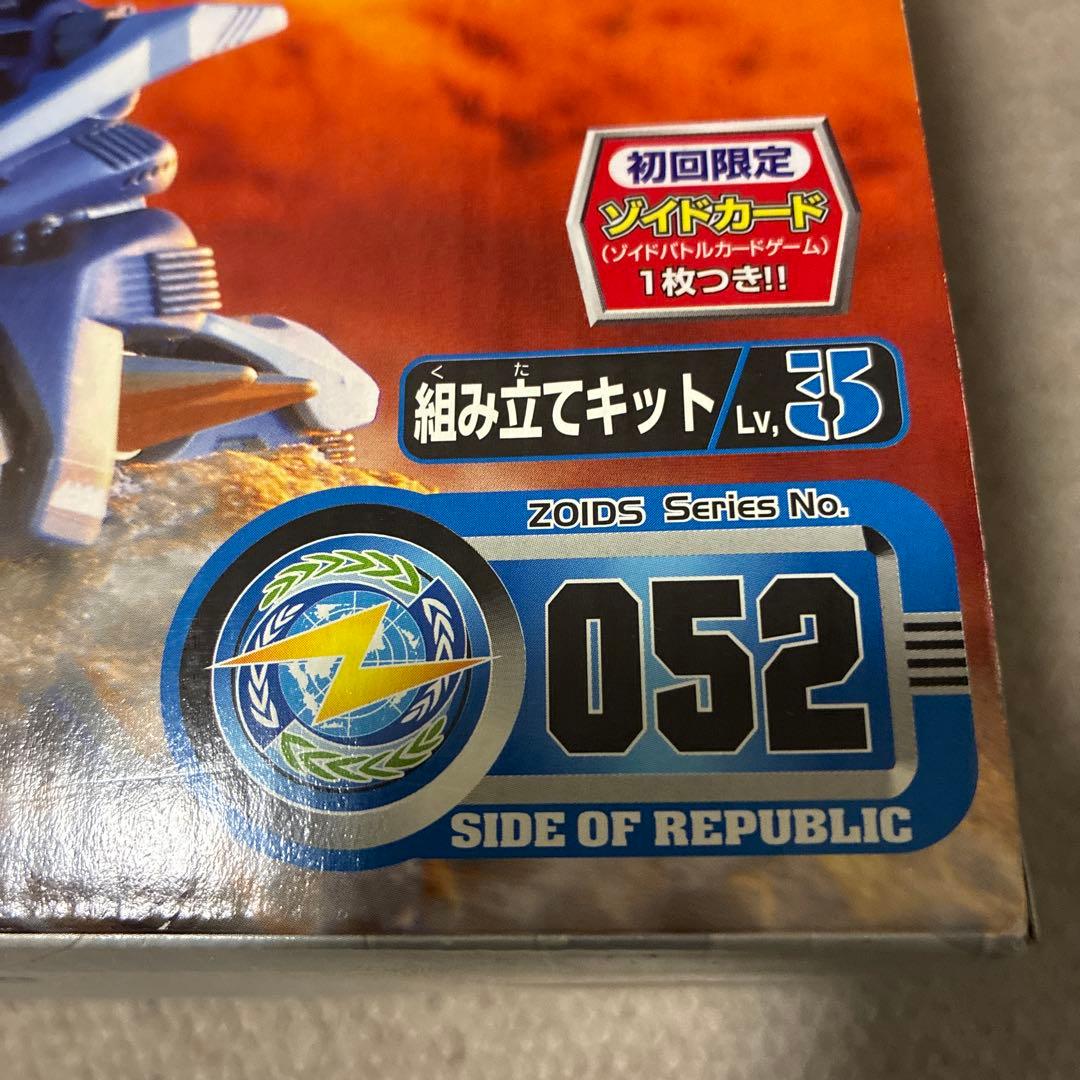 初回限定
ゾイドカード
(ゾイドバトルカードゲーム)
1枚つき!!
く た
組み立てキット/Lv,3
ZOIDS Series No.
052
SIDE OF REPUBLIC